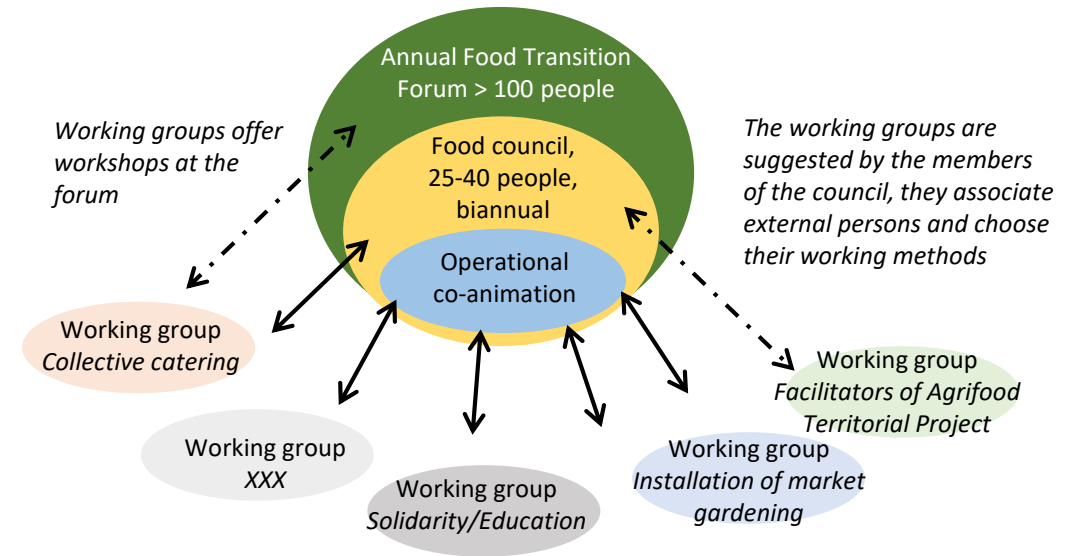 Annual Food Transition
Forum > 100 people
Working groups offer
workshops at the
forum
Food council,
25-40 people,
biannual
The working groups are
suggested by the members
of the council, they associate
external persons and choose
their working methods
Operational
co-animation
Working group
Collective catering
Working group
Facilitators of Agrifood
Territorial Project
Working group
XXX
Working group
Solidarity/Education
Working group
Installation of market
gardening